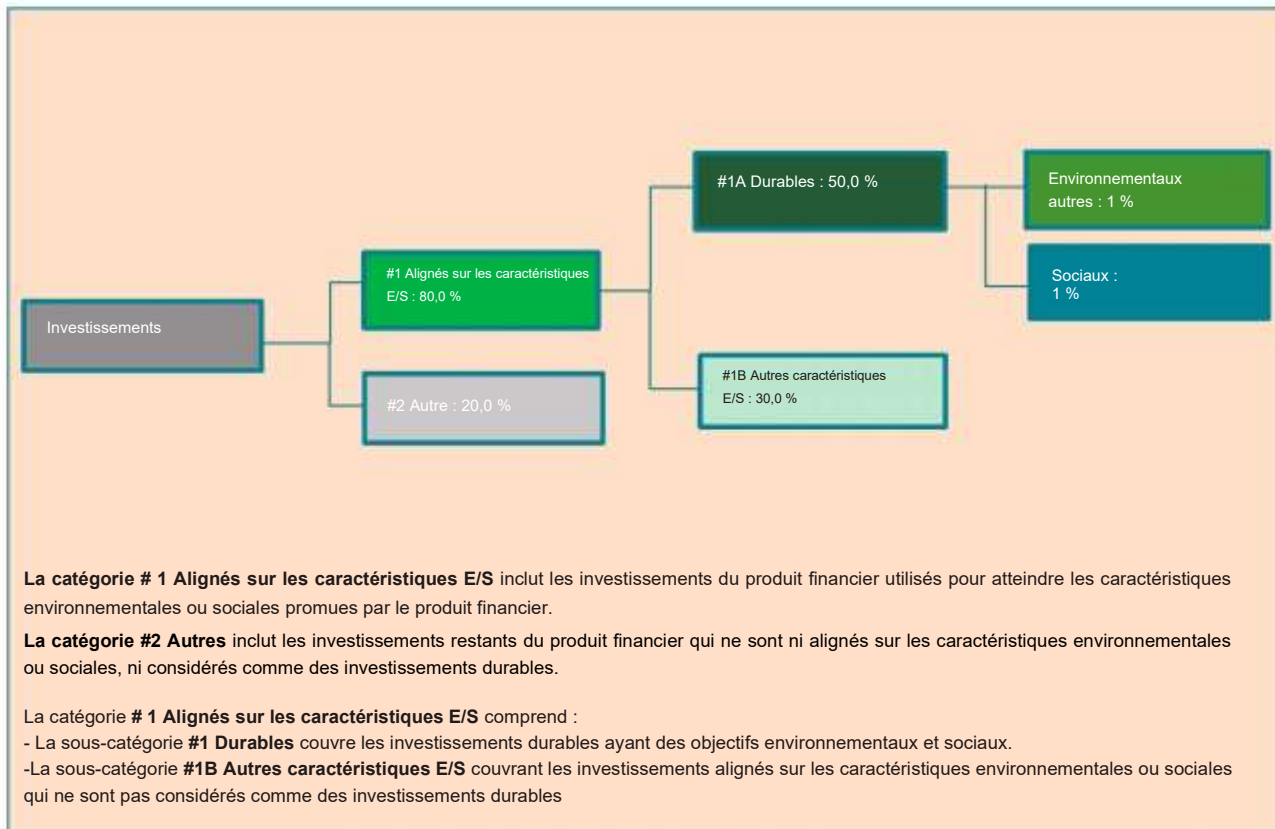 #1A Durables : 50,0 %
Environnementaux
autres : 1 %
#1 Alignés sur les caractéristiques
E/S : 80,0 %
Sociaux :
1 %
Investissements
#1B Autres caractéristiques
E/S : 30,0 %
#2 Autre : 20,0 %
La catégorie # 1 Alignés sur les caractéristiques E/S inclut les investissements du produit financier utilisés pour atteindre les caractéristiques
environnementales ou sociales promues par le produit financier.
La catégorie #2 Autres inclut les investissements restants du produit financier qui ne sont ni alignés sur les caractéristiques environnementales
ou sociales, ni considérés comme des investissements durables.
La catégorie # 1 Alignés sur les caractéristiques E/S comprend :
- La sous-catégorie #1 Durables couvre les investissements durables ayant des objectifs environnementaux et sociaux.
-La sous-catégorie #1B Autres caractéristiques E/S couvrant les investissements alignés sur les caractéristiques environnementales ou sociales
qui ne sont pas considérés comme des investissements durables